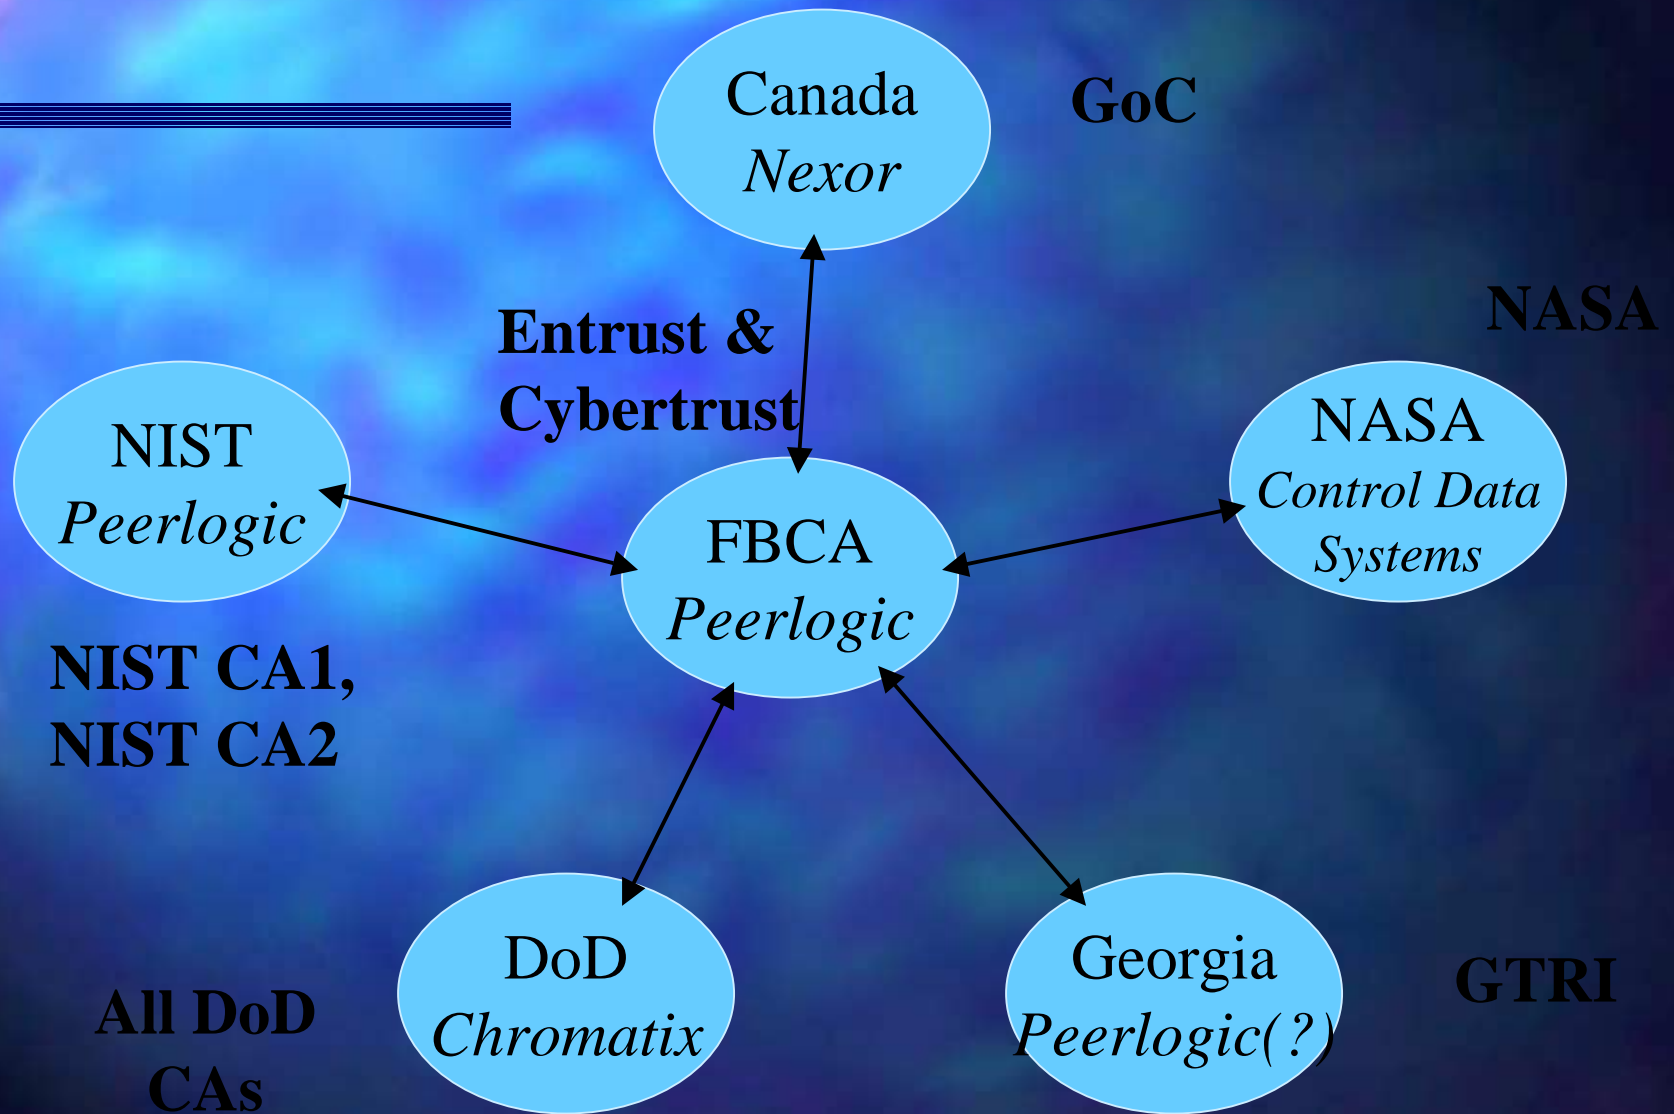 Canada
Nexor
GoC
NASA
Entrust &
Cybertrust
NIST
Peerlogic
NASA
Control Data
Systems
FBCA
Peerlogic
NIST CA1,
NIST CA2
DoD
Chromatix
Georgia
Peerlogic(?)
GTRI
All DoD
CAs